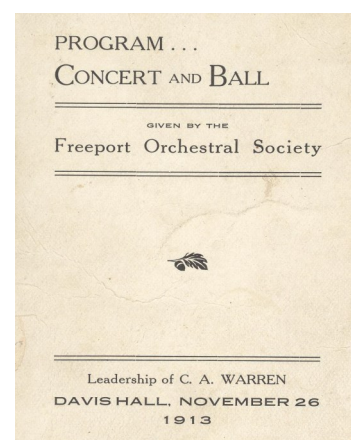 PROGRAM...
CONCERT AND BALL
GIVEN BY THE
Freeport Orchestral Society
Leadership of C. A. WARREN
DAVIS HALL, NOVEMBER 26
1913